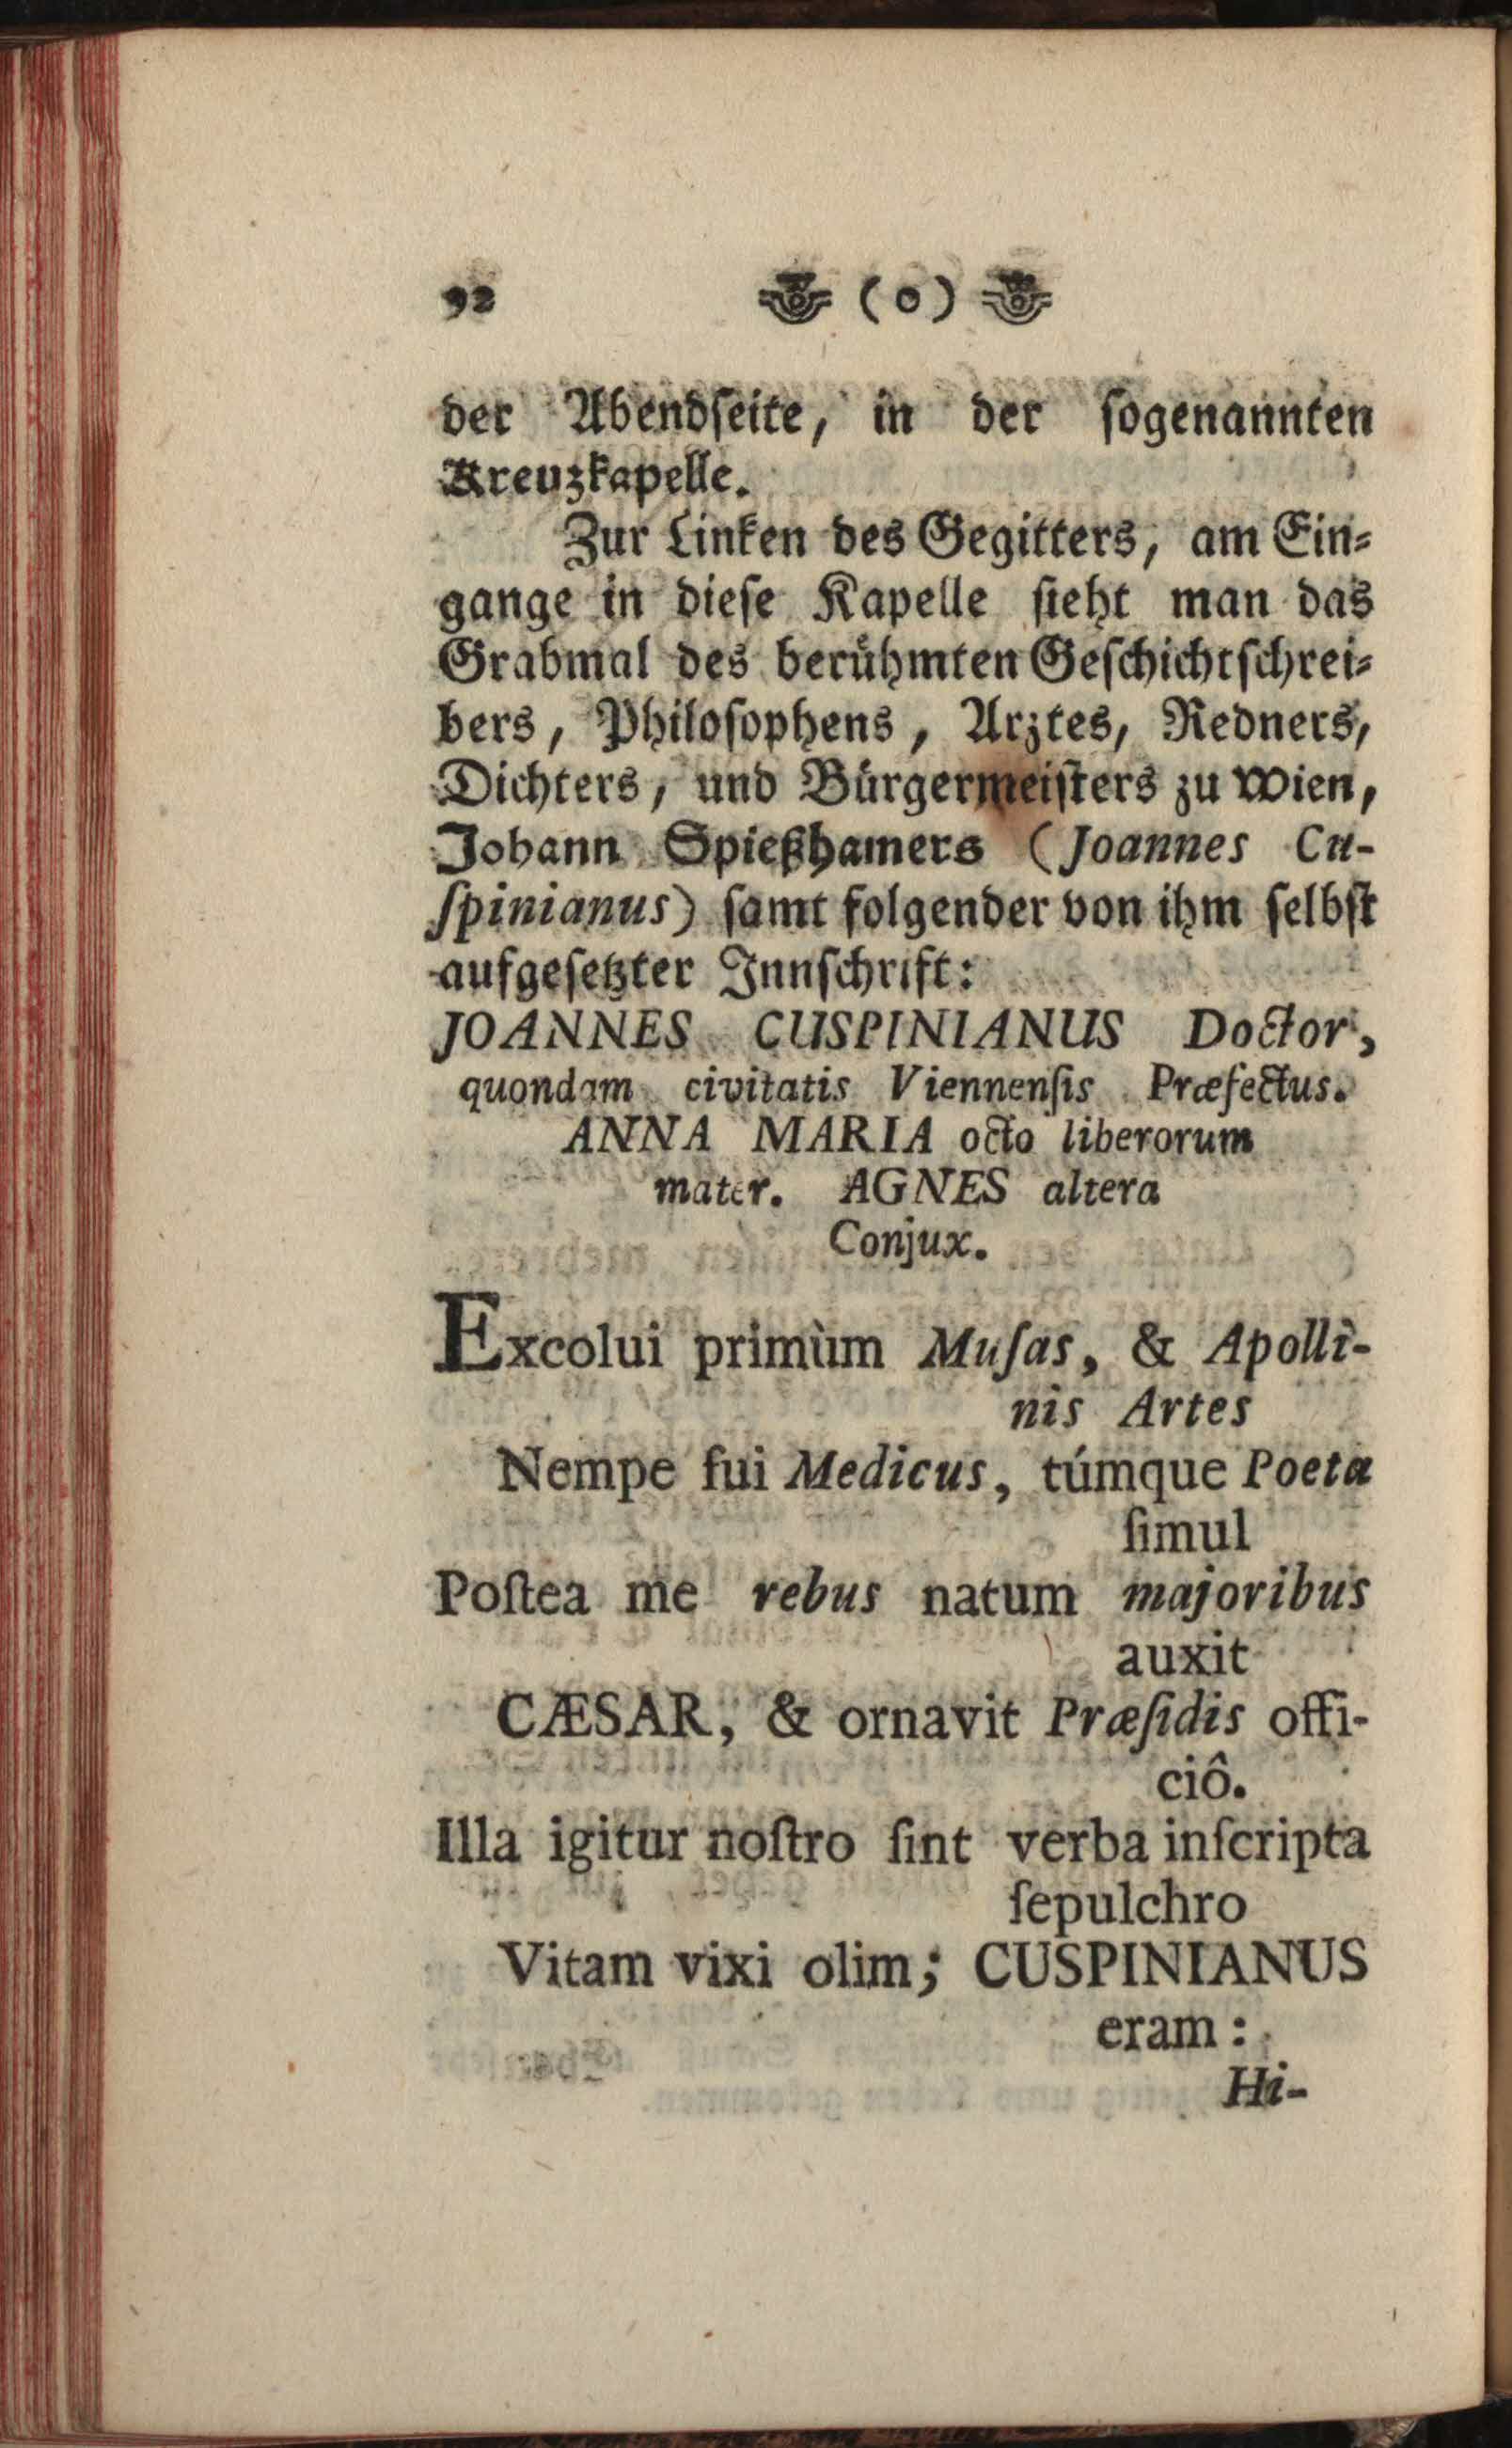 92 (o)
der Abendseite, in der sogenannten
Kreuzkapelle.
Zur Linken des Gegitters, am Ein-
gange in diese Kapelle sieht man das
Grabmal des berühmten Geschichtschrei-
bers, Philosophens, Arztes, Redners,
Dichters, und Bürgermeisters zu Wien,
Johann Spießhamers (Joannes Cu-
ſpinianus) samt folgender von ihm selbst
aufgesetzter Innschrift:
JOANNES CUSPINIANUS Doctor,
quondam civitatis Viennenſis Præfectus.
ANNA MARIA octo liberorum
mater. AGNES altera
Conjux.
Excolui primùm Muſas, & Apolli-
nis Artes
Nempe fui Medicus, túmque Poeta
ſimul
Poſtea me rebus natum majoribus
auxit
CÆSAR, & ornavit Præſidis offi-
ciô.
Illa igitur noſtro ſint verba inſcripta
ſepulchro
Vitam vixi olim; CUSPINIANUS
eram:
Hi-